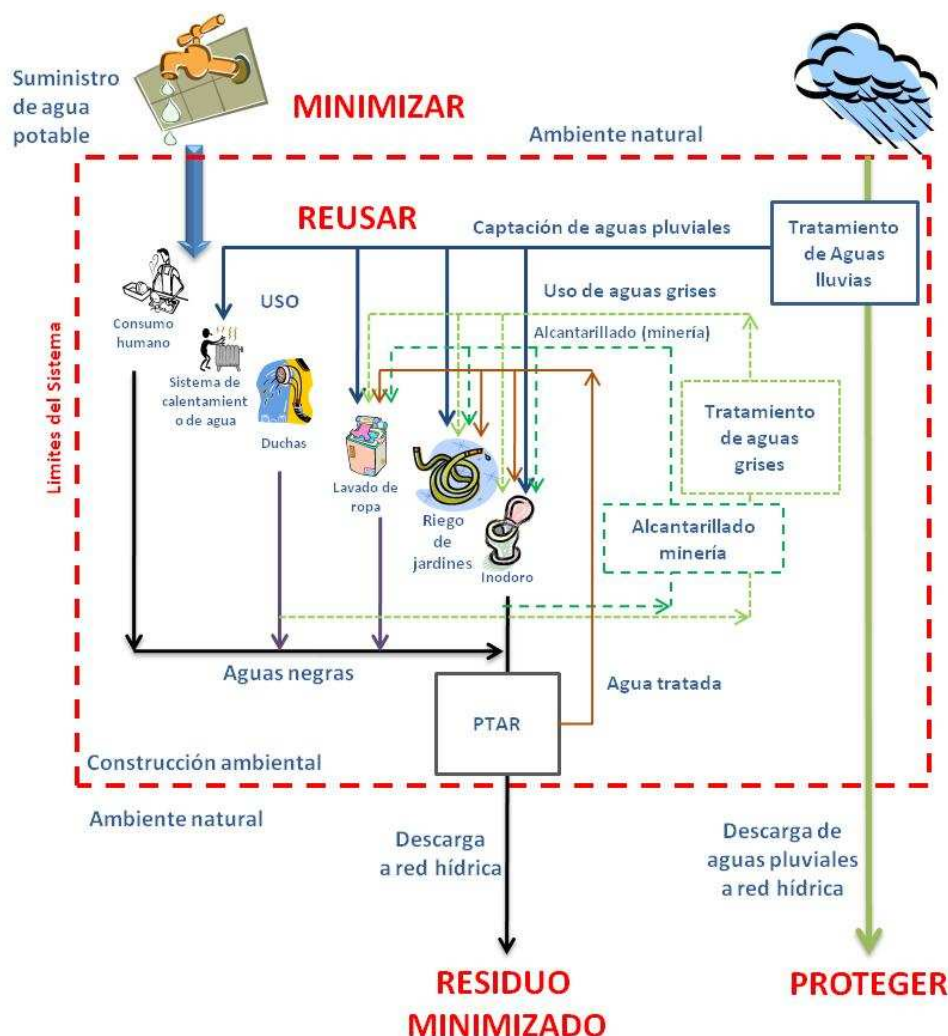 Suministro
de agua
potable
MINIMIZAR
Ambiente natural
REUSAR
Captación de aguas pluviales
Tratamiento
de Aguas
lluvias
USO
Uso de aguas grises
Consumo
humano
Alcantarillado (minería)
Limites del Sistema
Sistema de
calentamient
o de agua
Duchas
Tratamiento
de aguas
grises
Lavado de
ropa
Riego
de
jardines
Inodoro
Alcantarillado
minería
Aguas negras
Agua tratada
PTAR
Construcción ambiental
Ambiente natural
Descarga
a red hídrica
Descarga de
aguas pluviales
a red hídrica
RESIDUO
MINIMIZADO
PROTEGER